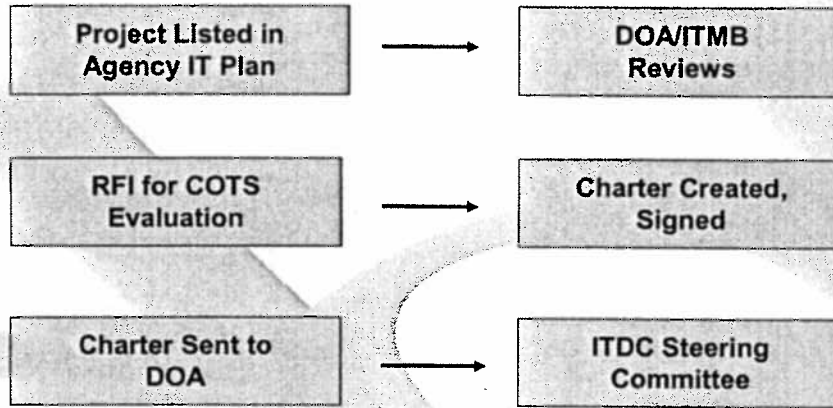 Project Listed in
Agency IT Plan
DOA/ITMB
Reviews
RFI for COTS
Evaluation
Charter Created,
Signed
Charter Sent to
DOA
ITDC Steering
Committee